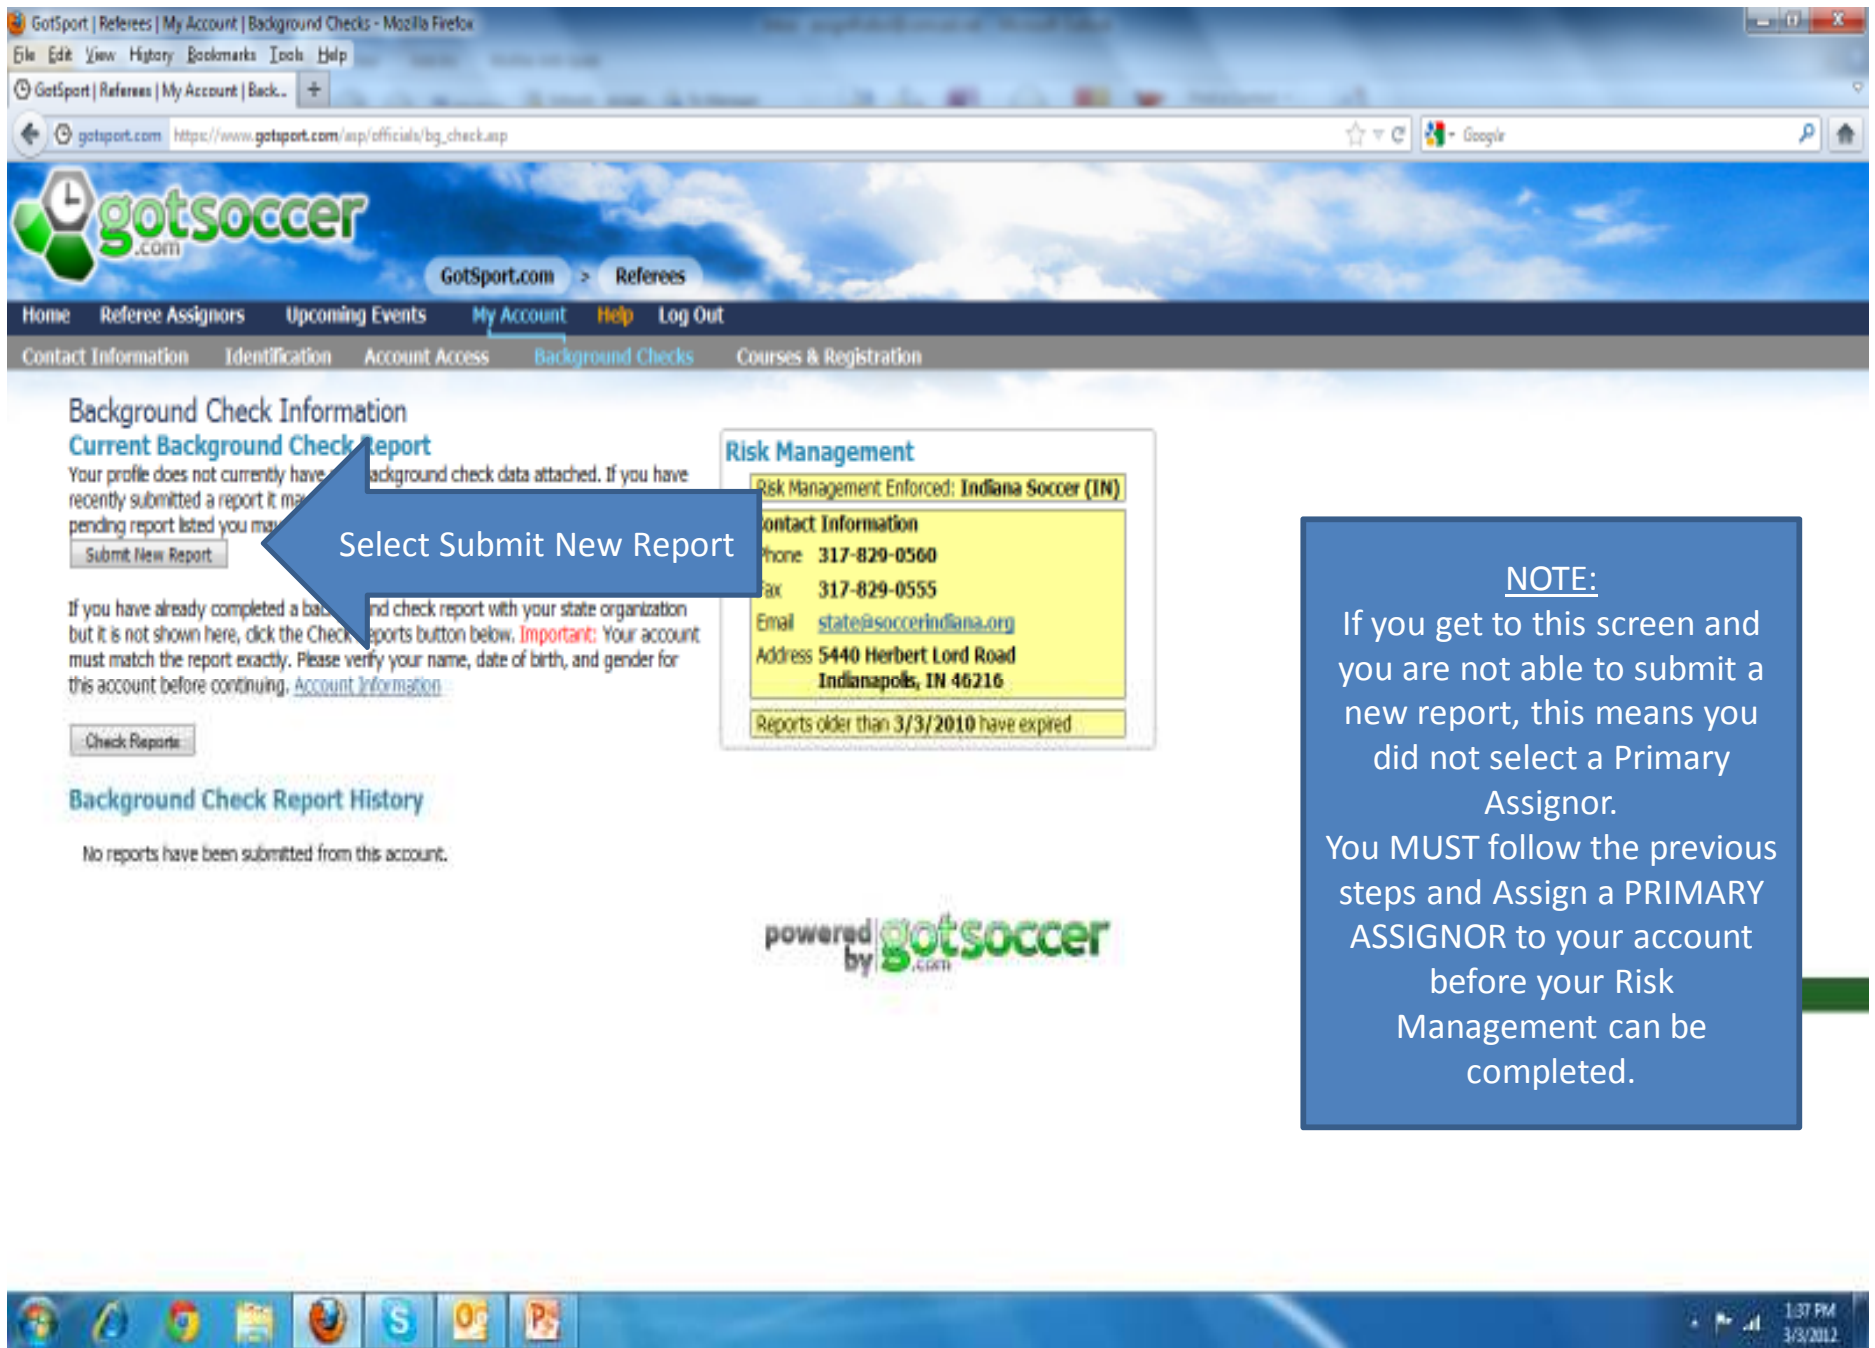 GotSport | Referees | My Account | Background Checks - Mozilla Firefox
File Edit View History Bookmarks Tools Help
GotSport | Referees | My Account | Back... +
gotsport.com https://www.gotsport.com/asp/officials/bg_check.asp
Google
gotsoccer
.com
GotSport.com > Referees
Home Referee Assignors Upcoming Events My Account Help Log Out
Contact Information Identification Account Access Background Checks Courses & Registration
Background Check Information
Current Background Check Report
Your profile does not currently have background check data attached. If you have
recently submitted a report it
pending report listed you
Submit New Report
Select Submit New Report
If you have already completed a check report with your state organization
but it is not shown here, click the Check Reports button below. Important: Your account
must match the report exactly. Please verify your name, date of birth, and gender for
this account before continuing. Account Information
Check Reports
Background Check Report History
No reports have been submitted from this account.
Risk Management
Risk Management Enforced: Indiana Soccer (IN)
Contact Information
Phone 317-829-0560
Fax 317-829-0555
Email state@soccerindiana.org
Address 5440 Herbert Lord Road
Indianapolis, IN 46216
Reports older than 3/3/2010 have expired
powered
by
gotsoccer
.com
NOTE:
If you get to this screen and
you are not able to submit a
new report, this means you
did not select a Primary
Assignor.
You MUST follow the previous
steps and Assign a PRIMARY
ASSIGNOR to your account
before your Risk
Management can be
completed.
1:37 PM
3/3/2012